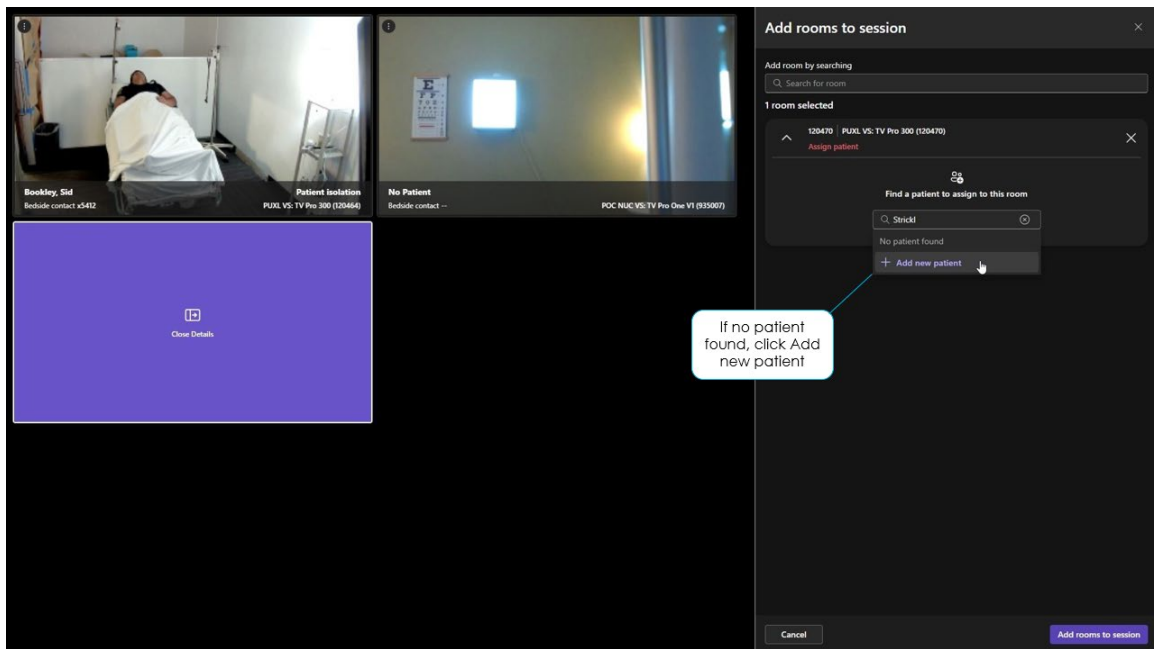 Bookley, Sid
Patient isolation
Bedside contact x5412
PUXL VS: TV Pro 300 (120464)
E
No Patient
Bedside contact --
POC NUC VS: TV Pro One V1 (935007)
Close Details
Add rooms to session
Add room by searching
Search for room
1 room selected
120470 | PUXL VS: TV Pro 300 (120470)
Assign patient
Find a patient to assign to this room
Strickl
No patient found
+ Add new patient
If no patient
found, click Add
new patient
Cancel
Add rooms to session